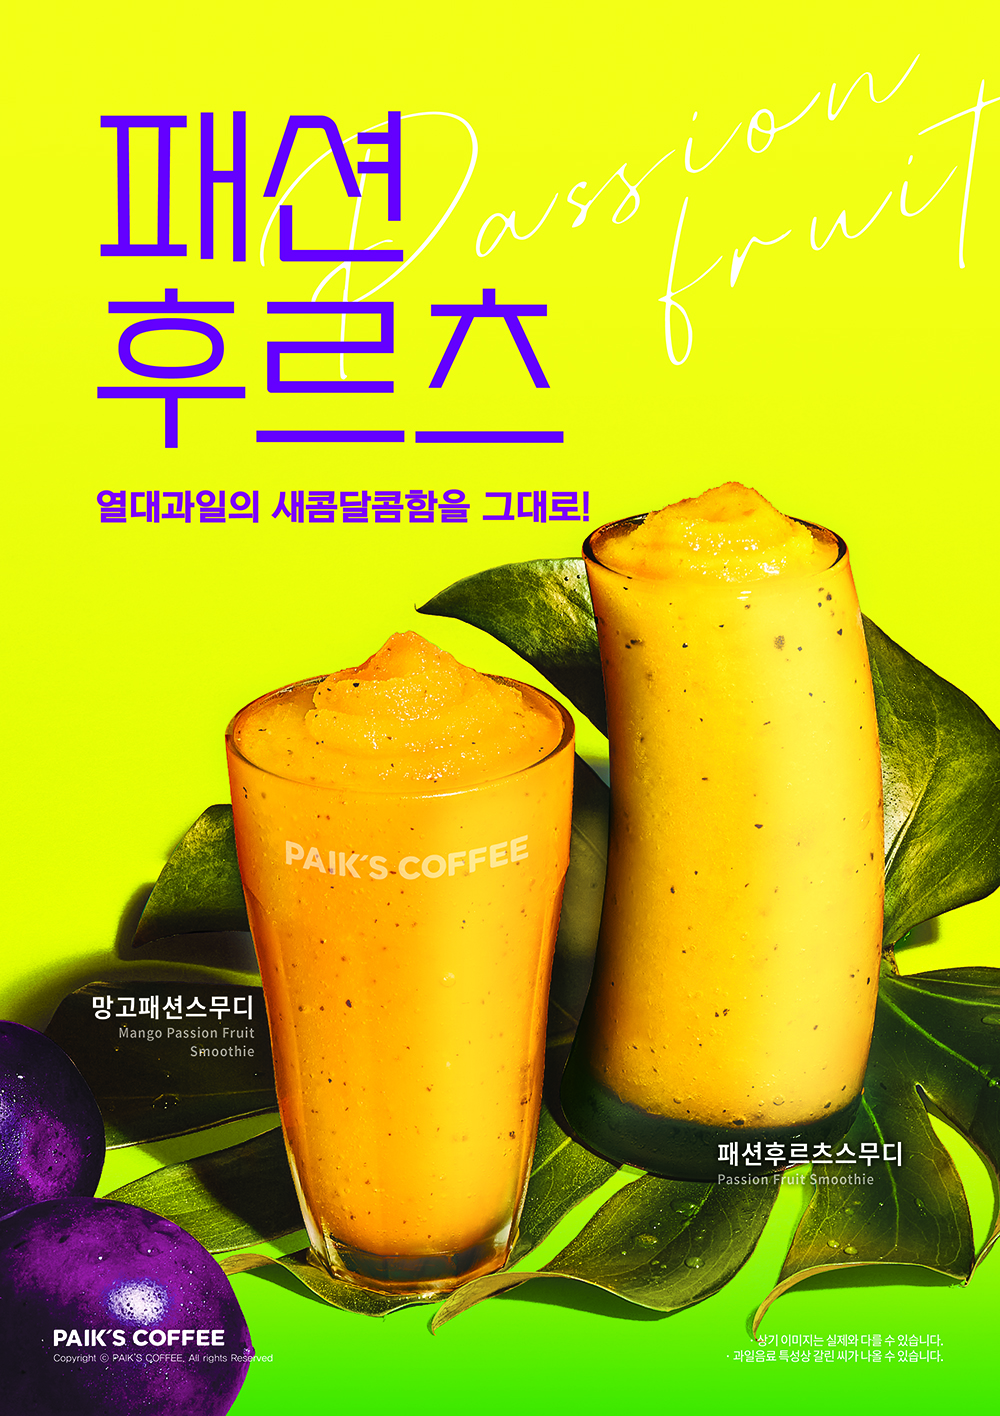 패션
후르츠
Passion
fruit
열대과일의 새콤달콤함을 그대로!
PAIK'S COFFEE
망고패션스무디
Mango Passion Fruit
Smoothie
패션후르츠스무디
Passion Fruit Smoothie
PAIK'S COFFEE
Copyright ⓒ PAIK'S COFFEE. All rights Reserved
· 상기 이미지는 실제와 다를 수 있습니다.
· 과일음료 특성상 갈린 씨가 나올 수 있습니다.